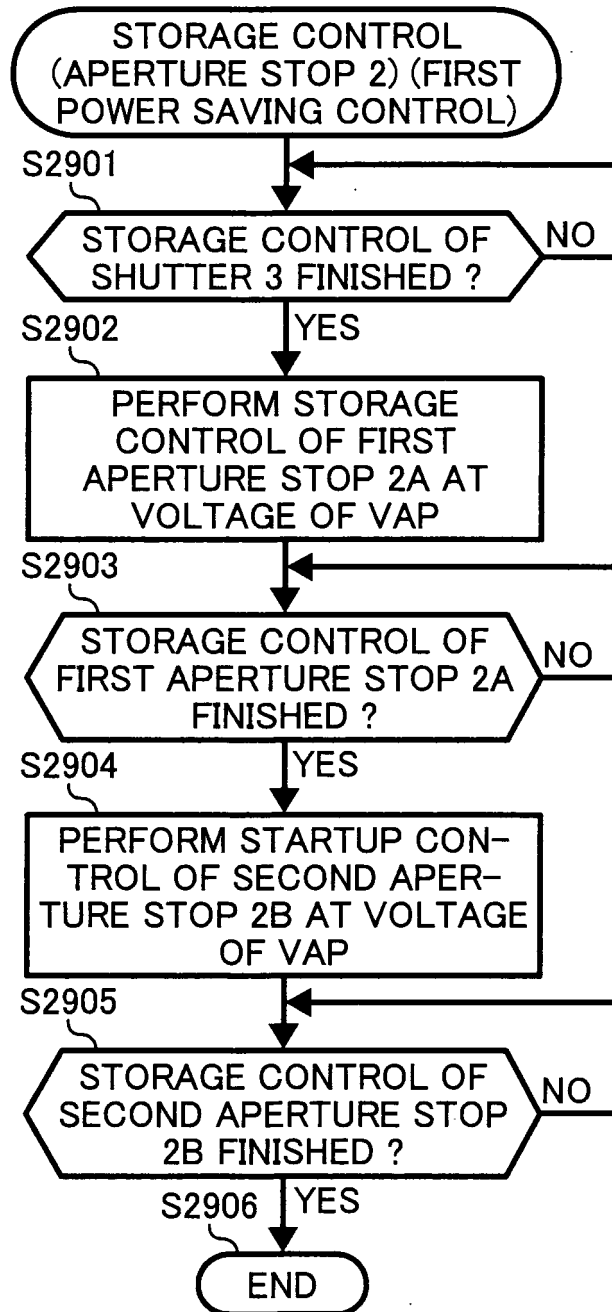 STORAGE CONTROL
(APERTURE STOP 2) (FIRST
POWER SAVING CONTROL)
S2901
STORAGE CONTROL OF
SHUTTER 3 FINISHED ?
NO
YES
S2902
PERFORM STORAGE
CONTROL OF FIRST
APERTURE STOP 2A AT
VOLTAGE OF VAP
S2903
STORAGE CONTROL OF
FIRST APERTURE STOP 2A
FINISHED ?
NO
YES
S2904
PERFORM STARTUP CON-
TROL OF SECOND APER-
TURE STOP 2B AT VOLTAGE
OF VAP
S2905
STORAGE CONTROL OF
SECOND APERTURE STOP
2B FINISHED ?
NO
YES
S2906
END